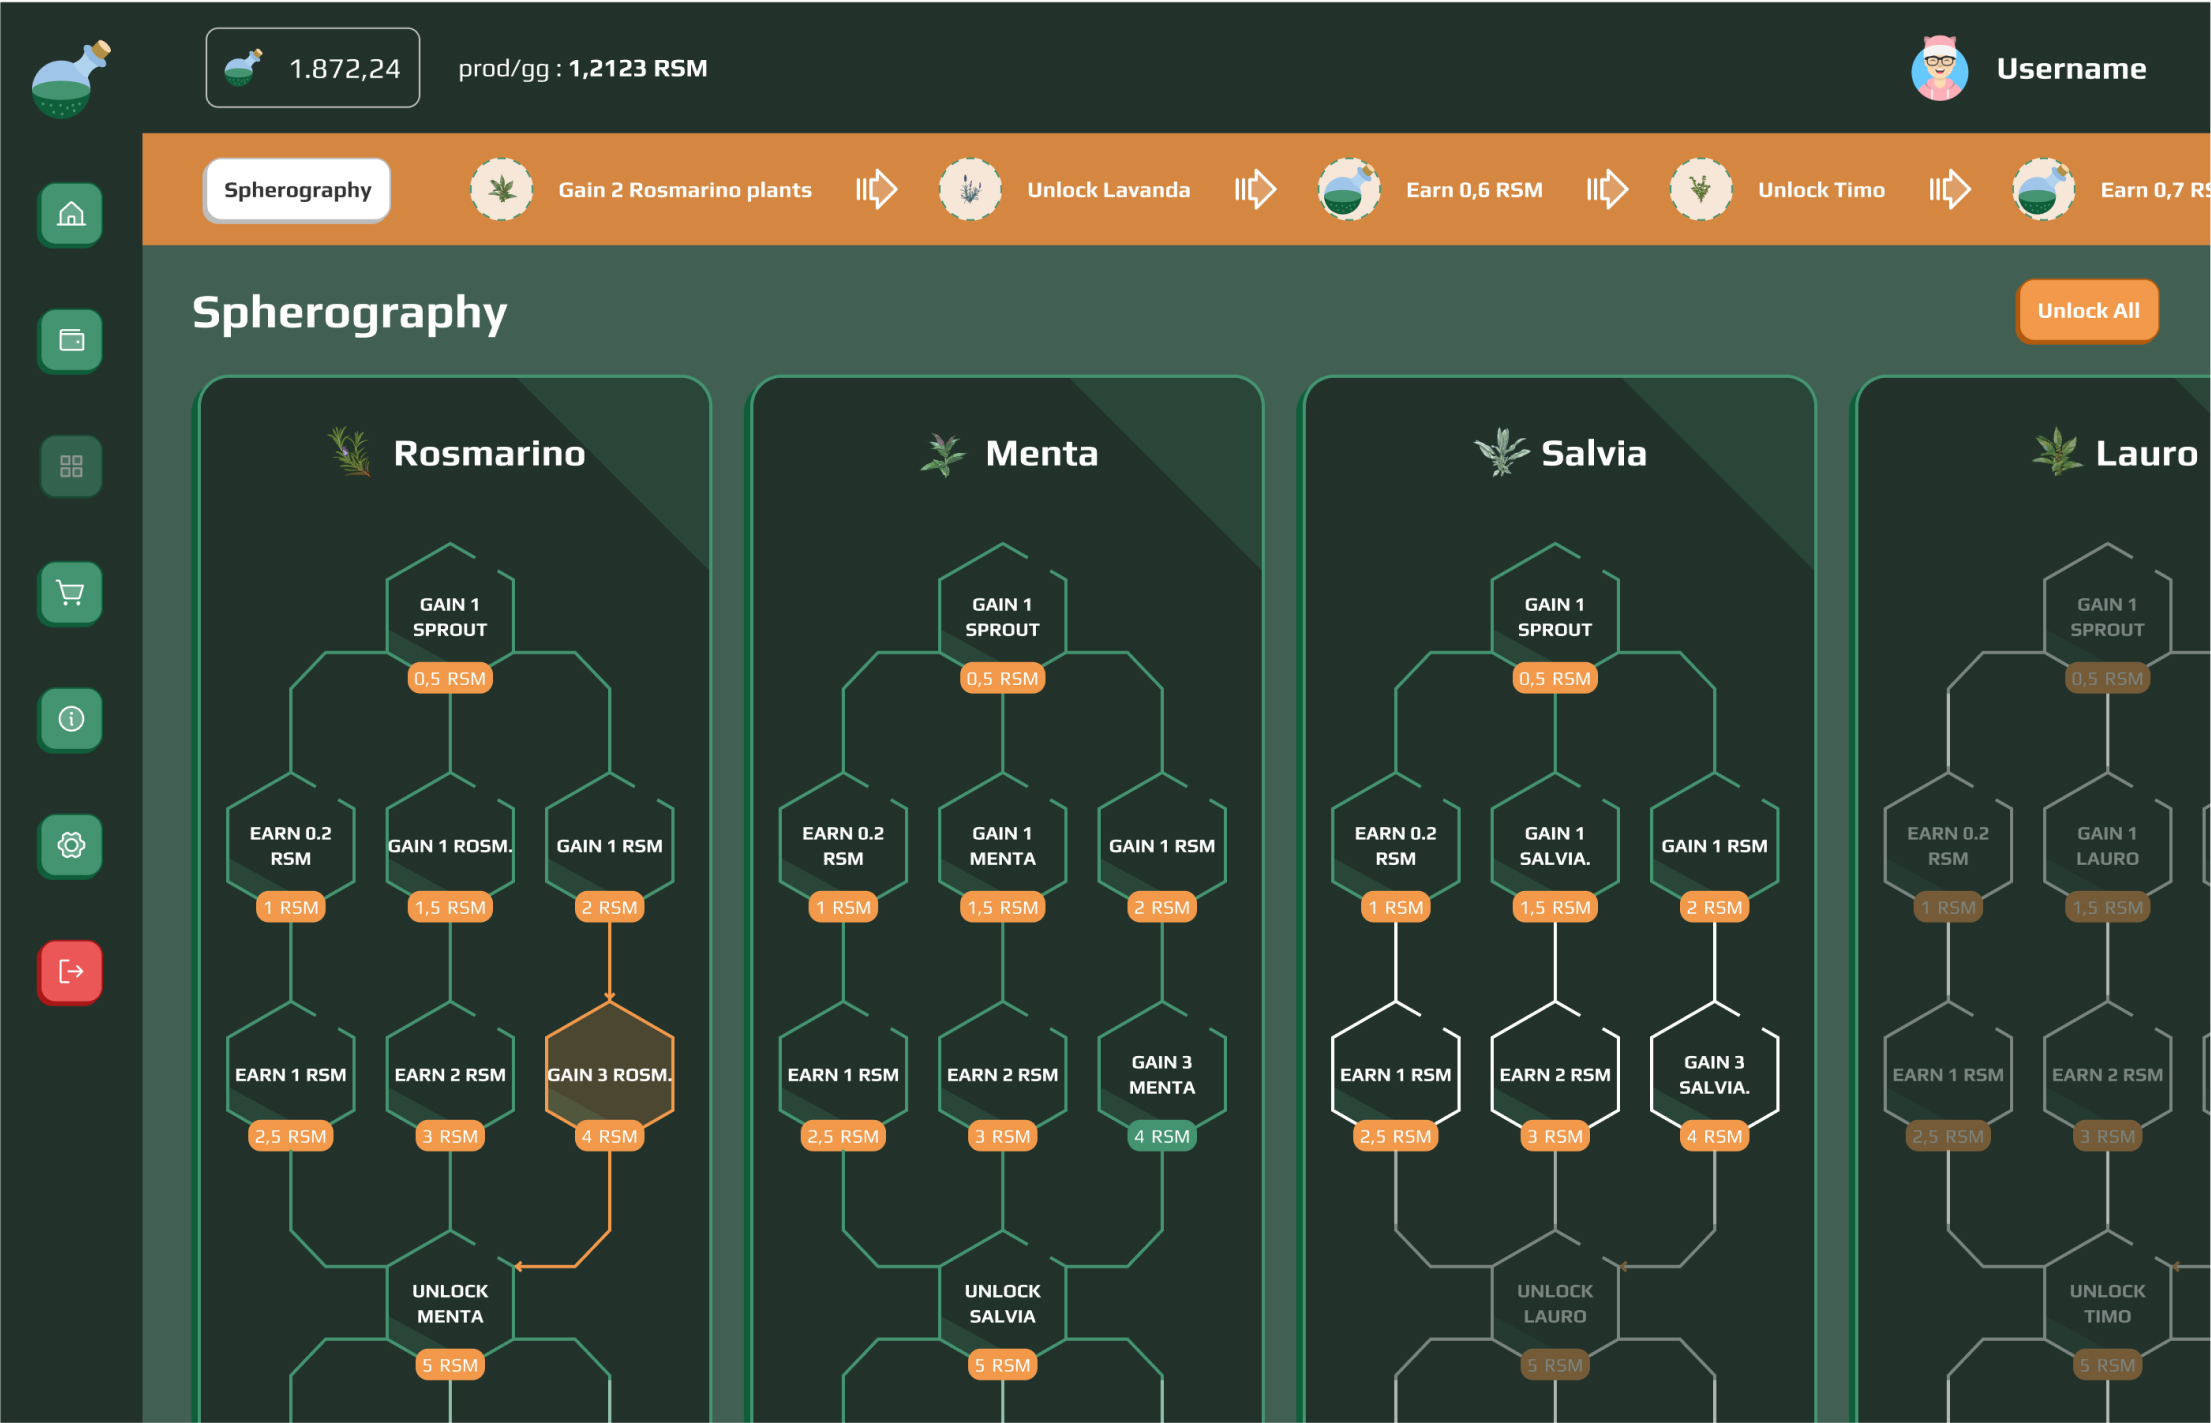 1.872,24
prod/gg : 1,2123 RSM
Username
Spherography
Gain 2 Rosmarino plants
Unlock Lavanda
Earn 0,6 RSM
Unlock Timo
Earn 0,7 RS
Spherography
Unlock All
Rosmarino
GAIN 1
SPROUT
0,5 RSM
EARN 0.2
RSM
1 RSM
GAIN 1 ROSM.
1,5 RSM
GAIN 1 RSM
2 RSM
EARN 1 RSM
2,5 RSM
EARN 2 RSM
3 RSM
GAIN 3 ROSM.
4 RSM
UNLOCK
MENTA
5 RSM
Menta
GAIN 1
SPROUT
0,5 RSM
EARN 0.2
RSM
1 RSM
GAIN 1
MENTA
1,5 RSM
GAIN 1 RSM
2 RSM
EARN 1 RSM
2,5 RSM
EARN 2 RSM
3 RSM
GAIN 3
MENTA
4 RSM
UNLOCK
SALVIA
5 RSM
Salvia
GAIN 1
SPROUT
0,5 RSM
EARN 0.2
RSM
1 RSM
GAIN 1
SALVIA.
1,5 RSM
GAIN 1 RSM
2 RSM
EARN 1 RSM
2,5 RSM
EARN 2 RSM
3 RSM
GAIN 3
SALVIA.
4 RSM
UNLOCK
LAURO
5 RSM
Lauro
GAIN 1
SPROUT
0,5 RSM
EARN 0.2
RSM
1 RSM
GAIN 1
LAURO
1,5 RSM
EARN 1 RSM
2,5 RSM
EARN 2 RSM
3 RSM
UNLOCK
TIMO
5 RSM